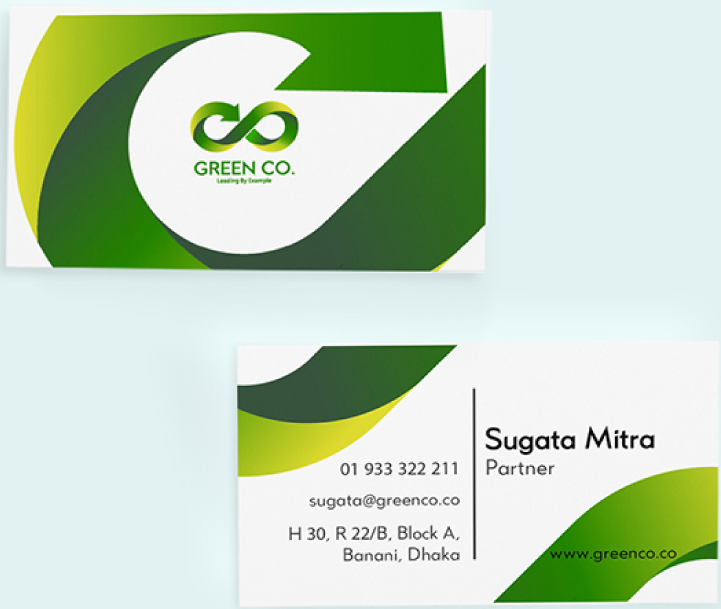 GREEN CO.
Leading By Example
01 933 322 211
sugata@greenco.co
H 30, R 22/B, Block A,
Banani, Dhaka
Sugata Mitra
Partner
www.greenco.co